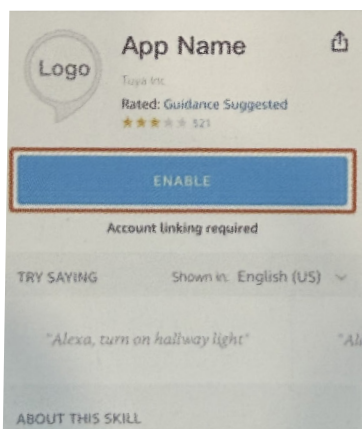 Logo
App Name
Tuya Inc.
Rated: Guidance Suggested
521
ENABLE
Account linking required
TRY SAYING
Shown in: English (US)
"Alexa, turn on hallway light"
"Al
ABOUT THIS SKILL